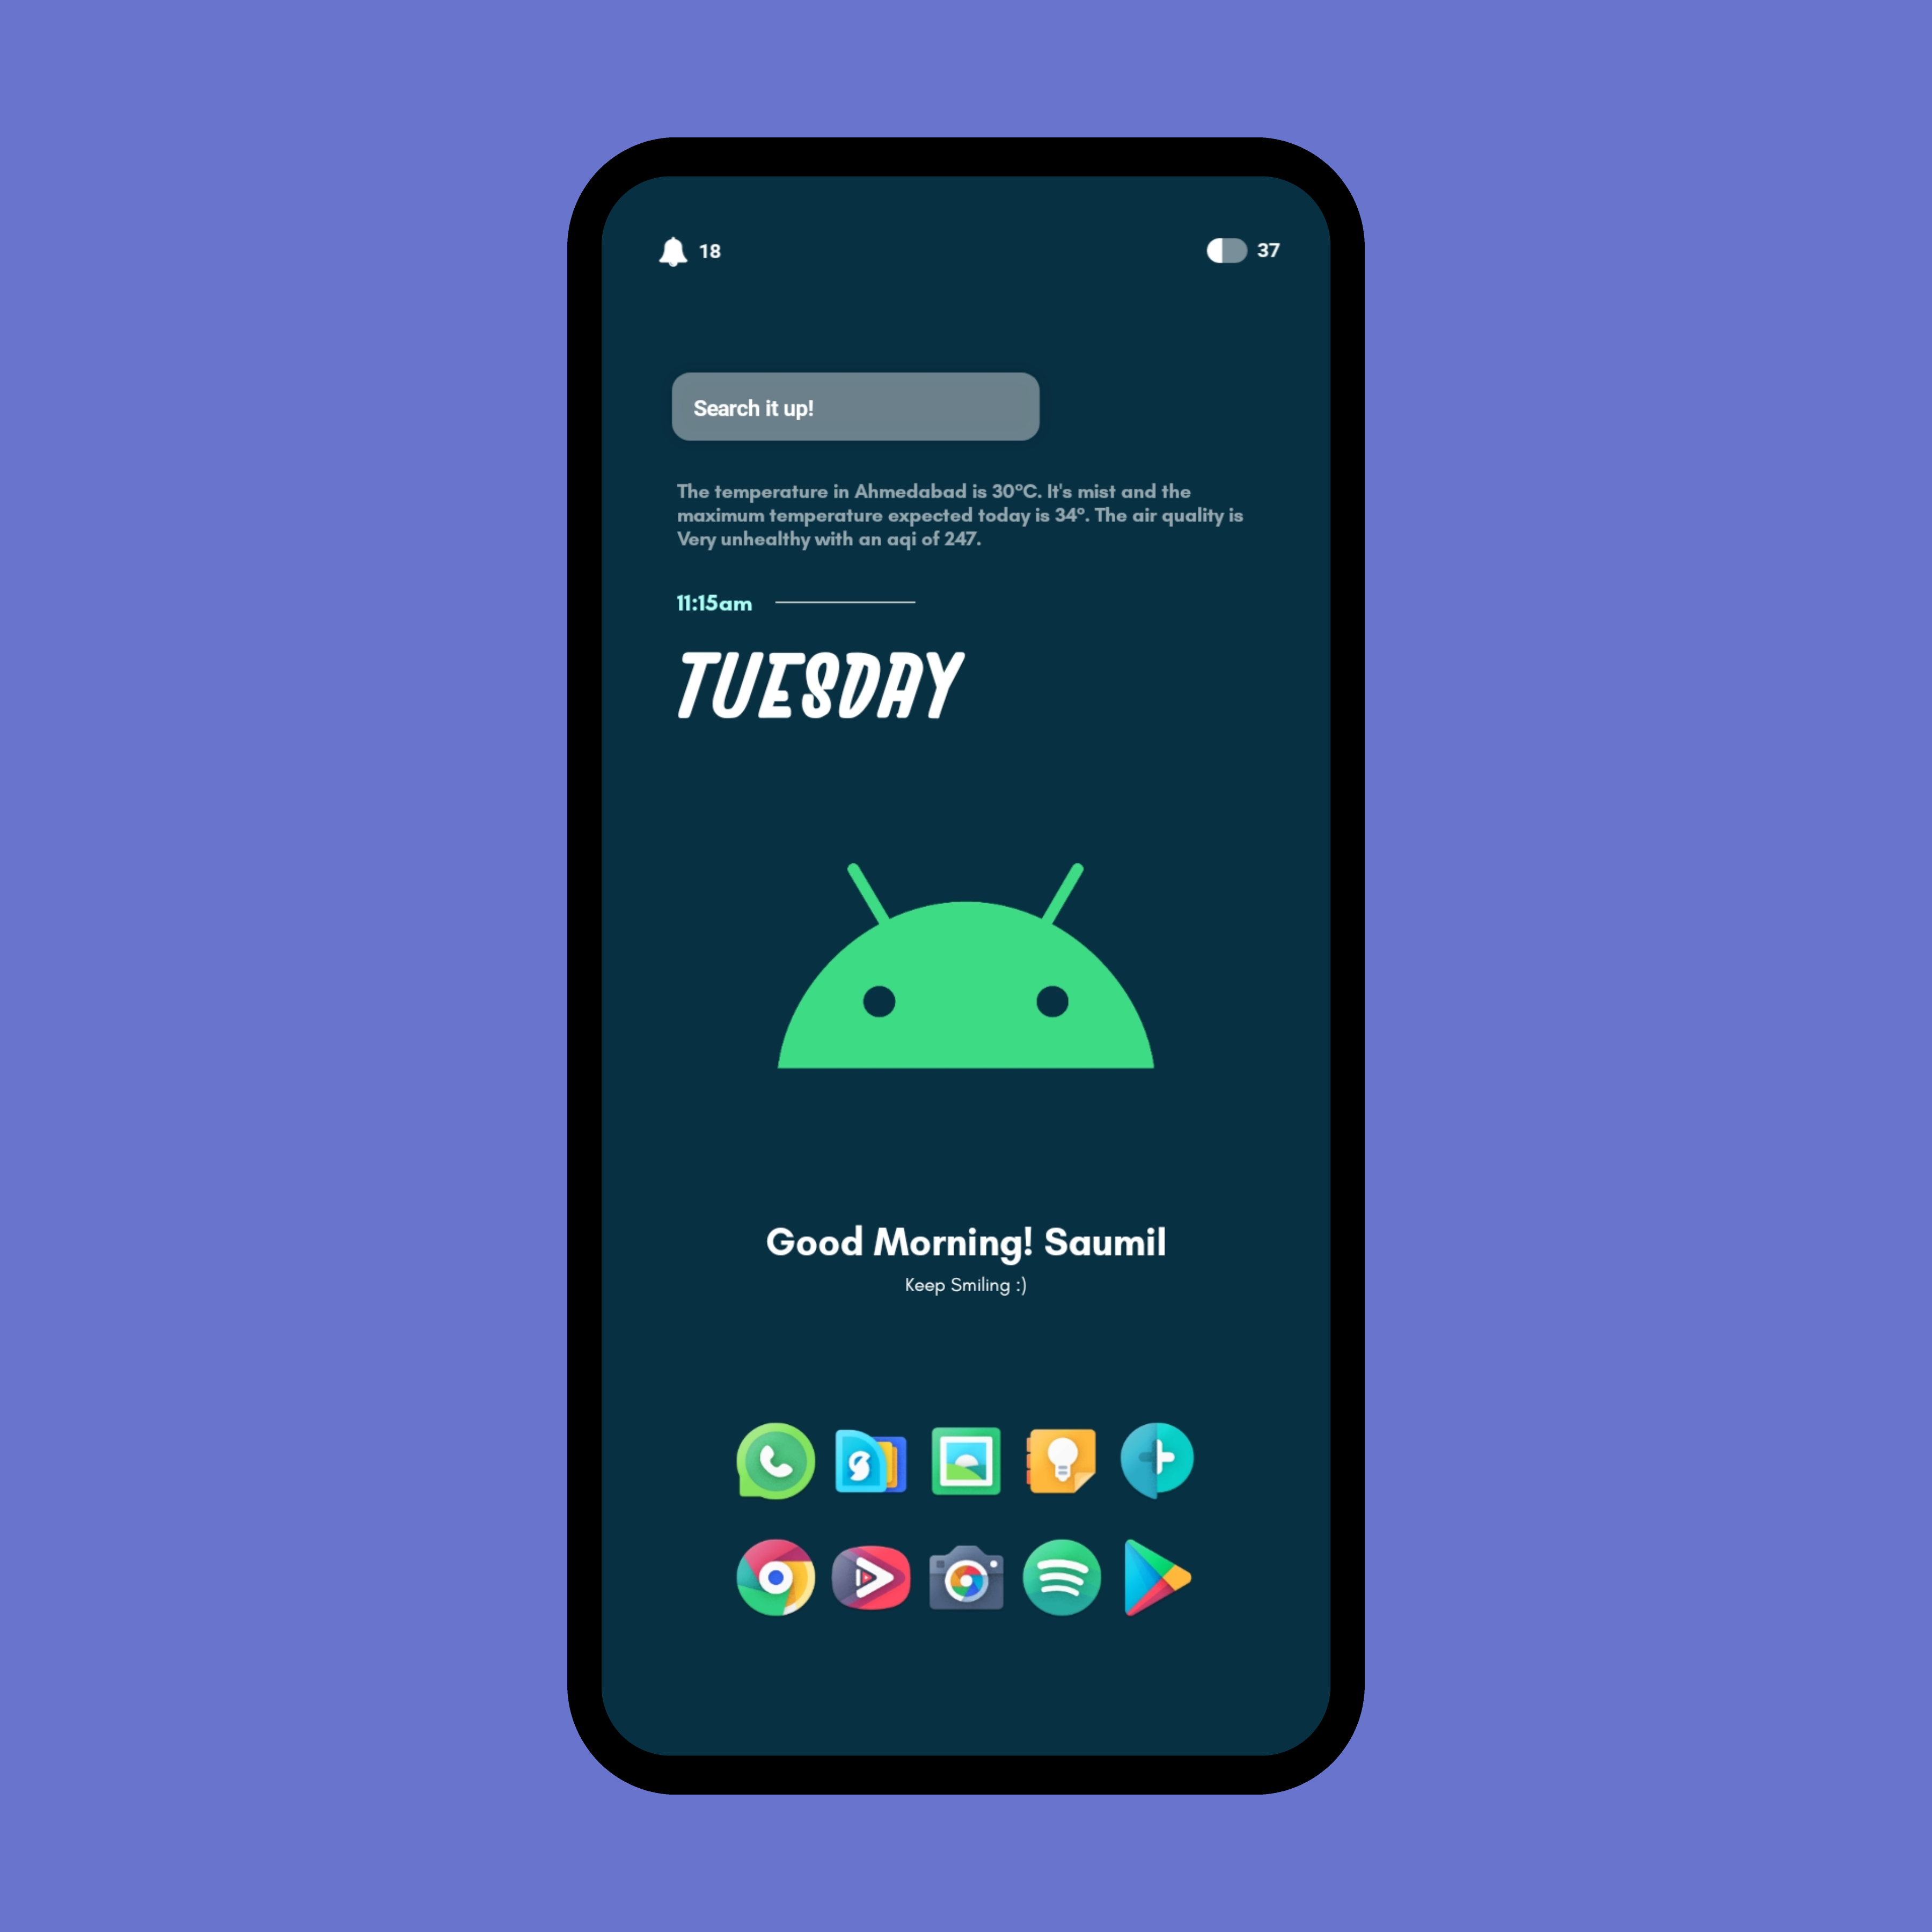 18
37
Search it up!
The temperature in Ahmedabad is 30°C. It's mist and the
maximum temperature expected today is 34°. The air quality is
Very unhealthy with an aqi of 247.
11:15am
TUESDAY
Good Morning! Saumil
Keep Smiling :)